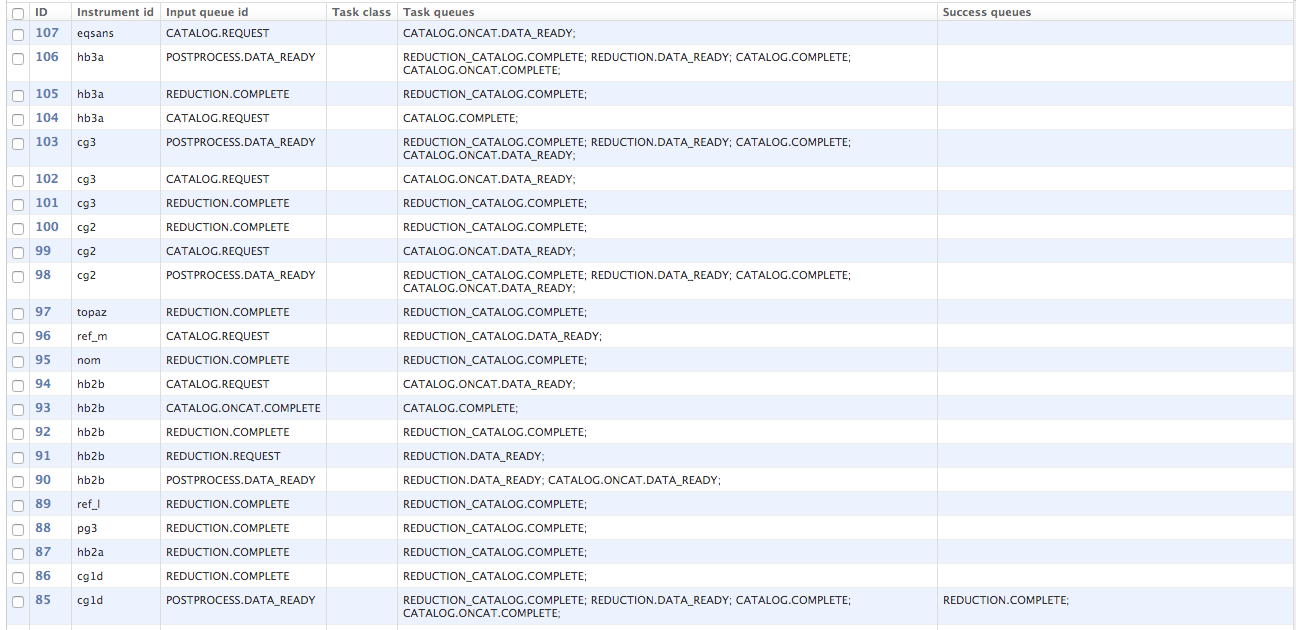 ID Instrument id Input queue id Task class Task queues Success queues
107 eqsans CATALOG.REQUEST CATALOG.ONCAT.DATA_READY;
106 hb3a POSTPROCESS.DATA_READY REDUCTION_CATALOG.COMPLETE; REDUCTION.DATA_READY; CATALOG.COMPLETE;
CATALOG.ONCAT.COMPLETE;
105 hb3a REDUCTION.COMPLETE REDUCTION_CATALOG.COMPLETE;
104 hb3a CATALOG.REQUEST CATALOG.COMPLETE;
103 cg3 POSTPROCESS.DATA_READY REDUCTION_CATALOG.COMPLETE; REDUCTION.DATA_READY; CATALOG.COMPLETE;
CATALOG.ONCAT.DATA_READY;
102 cg3 CATALOG.REQUEST CATALOG.ONCAT.DATA_READY;
101 cg3 REDUCTION.COMPLETE REDUCTION_CATALOG.COMPLETE;
100 cg2 REDUCTION.COMPLETE REDUCTION_CATALOG.COMPLETE;
99 cg2 CATALOG.REQUEST CATALOG.ONCAT.DATA_READY;
98 cg2 POSTPROCESS.DATA_READY REDUCTION_CATALOG.COMPLETE; REDUCTION.DATA_READY; CATALOG.COMPLETE;
CATALOG.ONCAT.DATA_READY;
97 topaz REDUCTION.COMPLETE REDUCTION_CATALOG.COMPLETE;
96 ref_m CATALOG.REQUEST REDUCTION_CATALOG.DATA_READY;
95 nom REDUCTION.COMPLETE REDUCTION_CATALOG.COMPLETE;
94 hb2b CATALOG.REQUEST CATALOG.ONCAT.DATA_READY;
93 hb2b CATALOG.ONCAT.COMPLETE CATALOG.COMPLETE;
92 hb2b REDUCTION.COMPLETE REDUCTION_CATALOG.COMPLETE;
91 hb2b REDUCTION.REQUEST REDUCTION.DATA_READY;
90 hb2b POSTPROCESS.DATA_READY REDUCTION.DATA_READY; CATALOG.ONCAT.DATA_READY;
89 ref_l REDUCTION.COMPLETE REDUCTION_CATALOG.COMPLETE;
88 pg3 REDUCTION.COMPLETE REDUCTION_CATALOG.COMPLETE;
87 hb2a REDUCTION.COMPLETE REDUCTION_CATALOG.COMPLETE;
86 cg1d REDUCTION.COMPLETE REDUCTION_CATALOG.COMPLETE;
85 cg1d POSTPROCESS.DATA_READY REDUCTION_CATALOG.COMPLETE; REDUCTION.DATA_READY; CATALOG.COMPLETE; REDUCTION.COMPLETE;
CATALOG.ONCAT.COMPLETE;